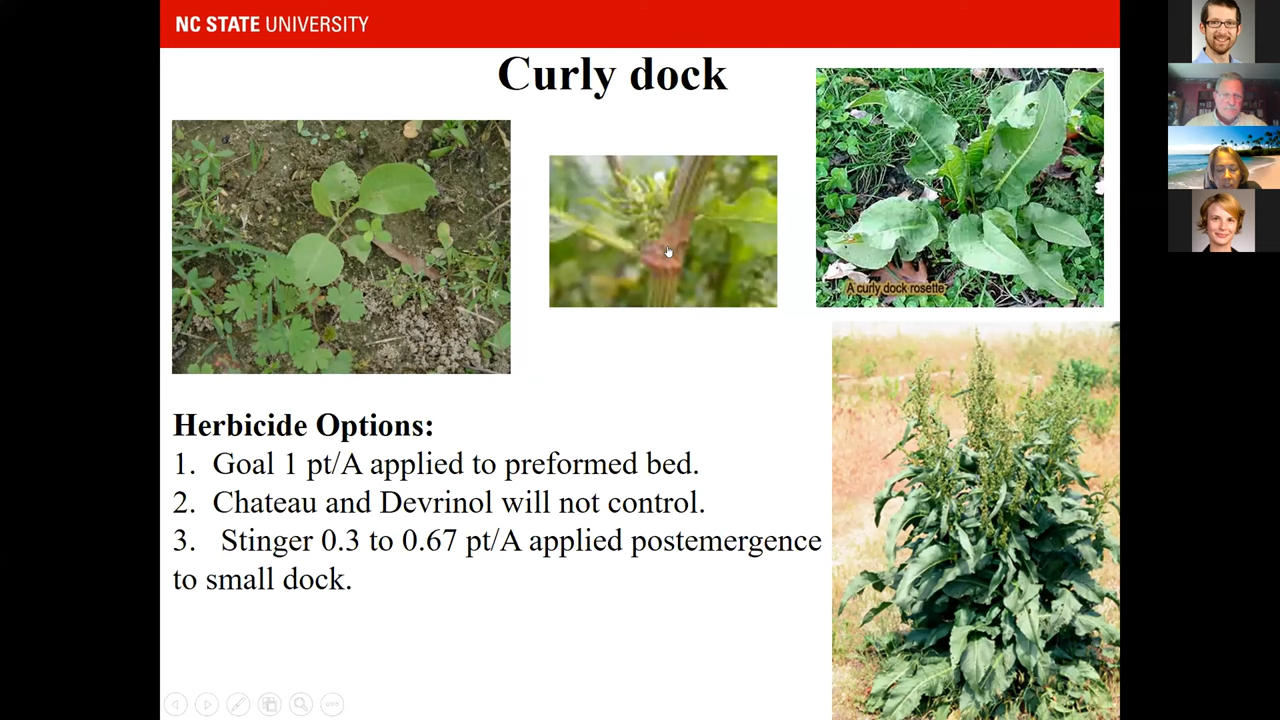 NC STATE UNIVERSITY
Curly dock
A curly dock rosette
Herbicide Options:
1. Goal 1 pt/A applied to preformed bed.
2. Chateau and Devrinol will not control.
3. Stinger 0.3 to 0.67 pt/A applied postemergence
to small dock.